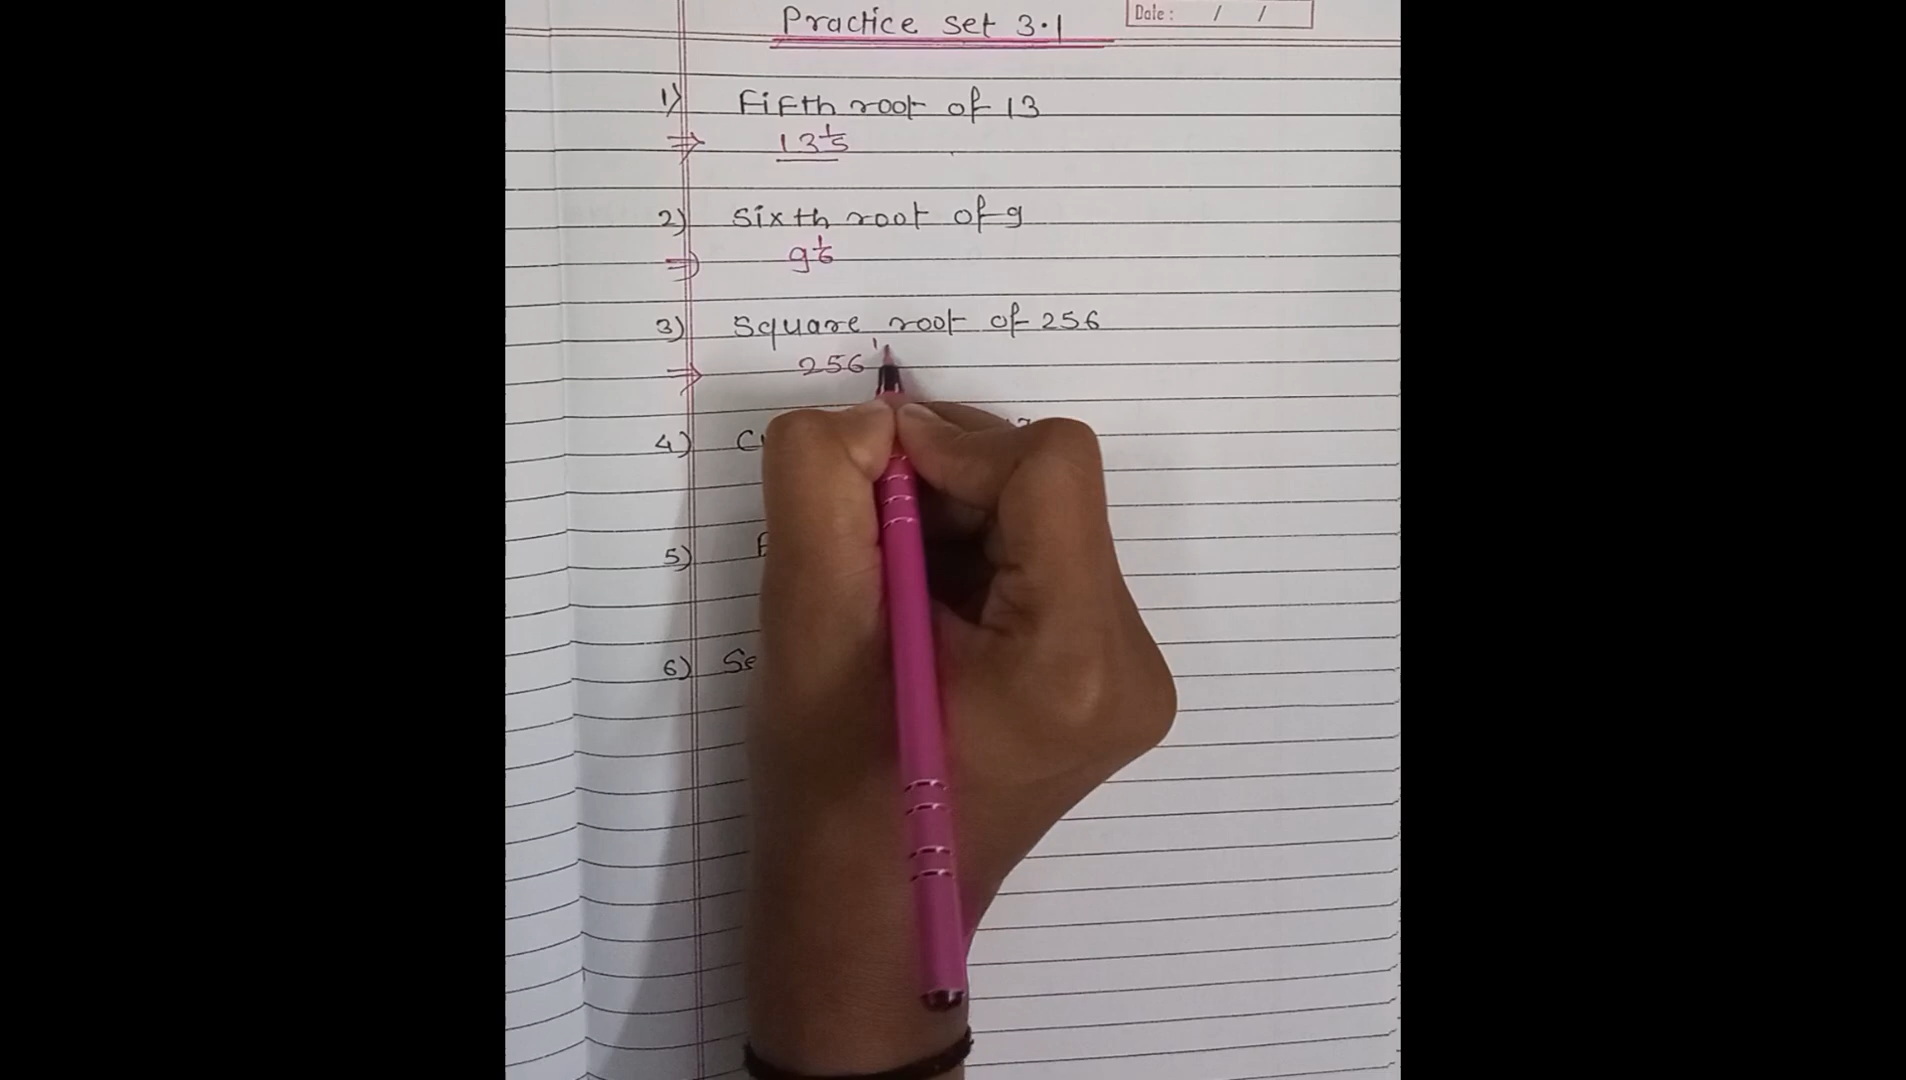 Practice set 3.1
Date: / /
1) Fifth root of 13
⇒ 13^1/5
2) Sixth root of 9
⇒ 9^1/6
3) Square root of 256
⇒ 256
4)
5)
6)